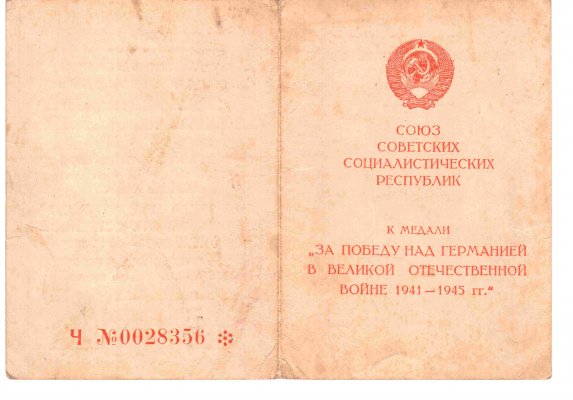 Ч №0028356
СОЮЗ
СОВЕТСКИХ
СОЦИАЛИСТИЧЕСКИХ
РЕСПУБЛИК
К МЕДАЛИ
„ЗА ПОБЕДУ НАД ГЕРМАНИЕЙ
В ВЕЛИКОЙ ОТЕЧЕСТВЕННОЙ
ВОЙНЕ 1941—1945 гг.“